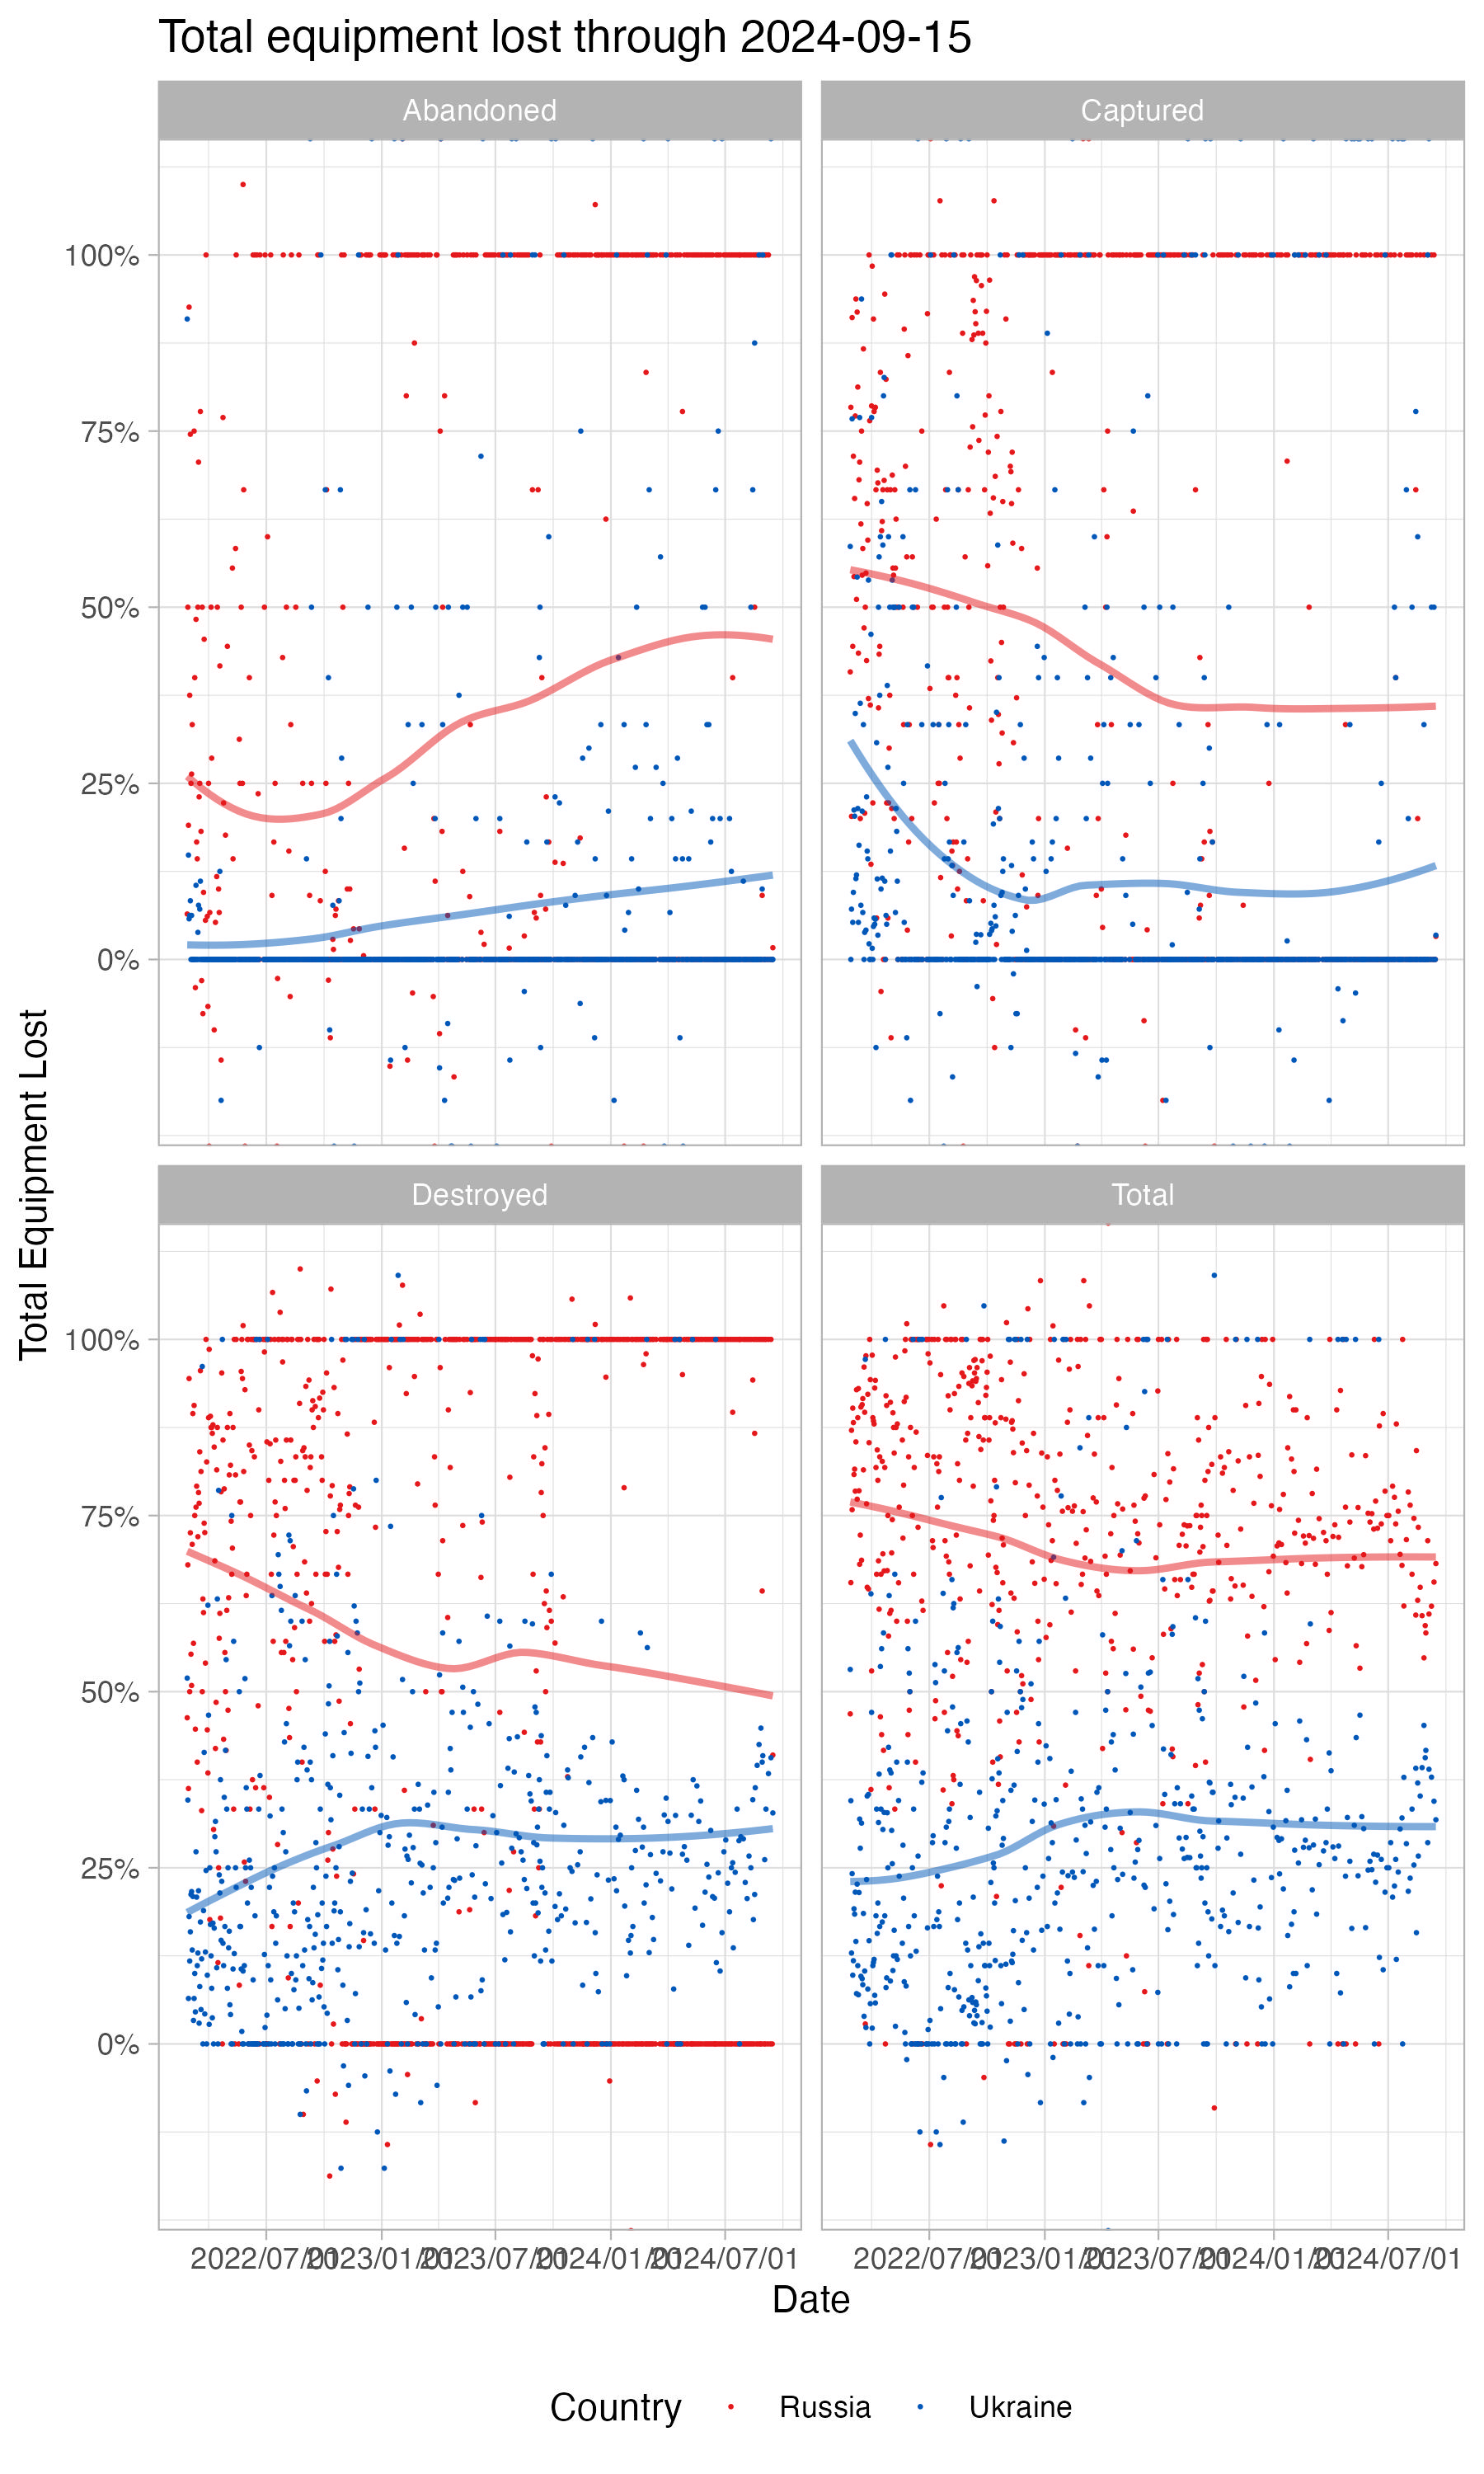 Total equipment lost through 2024-09-15
Abandoned Captured
100%
75%
50%
25%
0%
Destroyed Total
100%
75%
50%
25%
0%
Total Equipment Lost
2022/07/01 2023/01/01 2023/07/01 2024/01/01 2024/07/01 2022/07/01 2023/01/01 2023/07/01 2024/01/01 2024/07/01
Date
Country Russia Ukraine